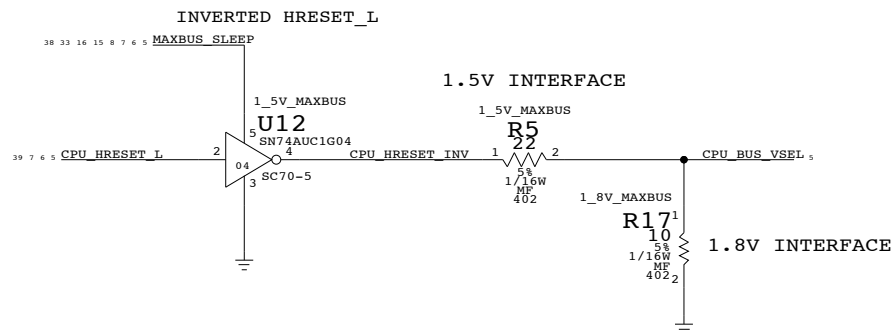 INVERTED HRESET_L
38 33 16 15 8 7 6 5 MAXBUS_SLEEP
1.5V INTERFACE
1_5V_MAXBUS
U12
5
SN74AUC1G04
1_5V_MAXBUS
R5
22
39 7 6 5 CPU_HRESET_L
2
04
4
CPU_HRESET_INV
1
2
CPU_BUS_VSEL 5
3
SC70-5
5%
1/16W
MF
402
1_8V_MAXBUS
R17
1
10
5%
1/16W
MF
402
2
1.8V INTERFACE